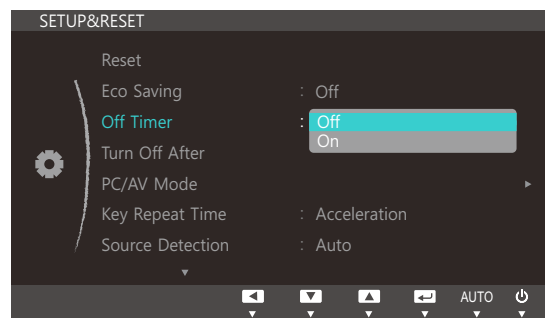 SETUP&RESET
Reset
Eco Saving : Off
Off Timer : Off
On
Turn Off After
PC/AV Mode
Key Repeat Time : Acceleration
Source Detection : Auto
AUTO